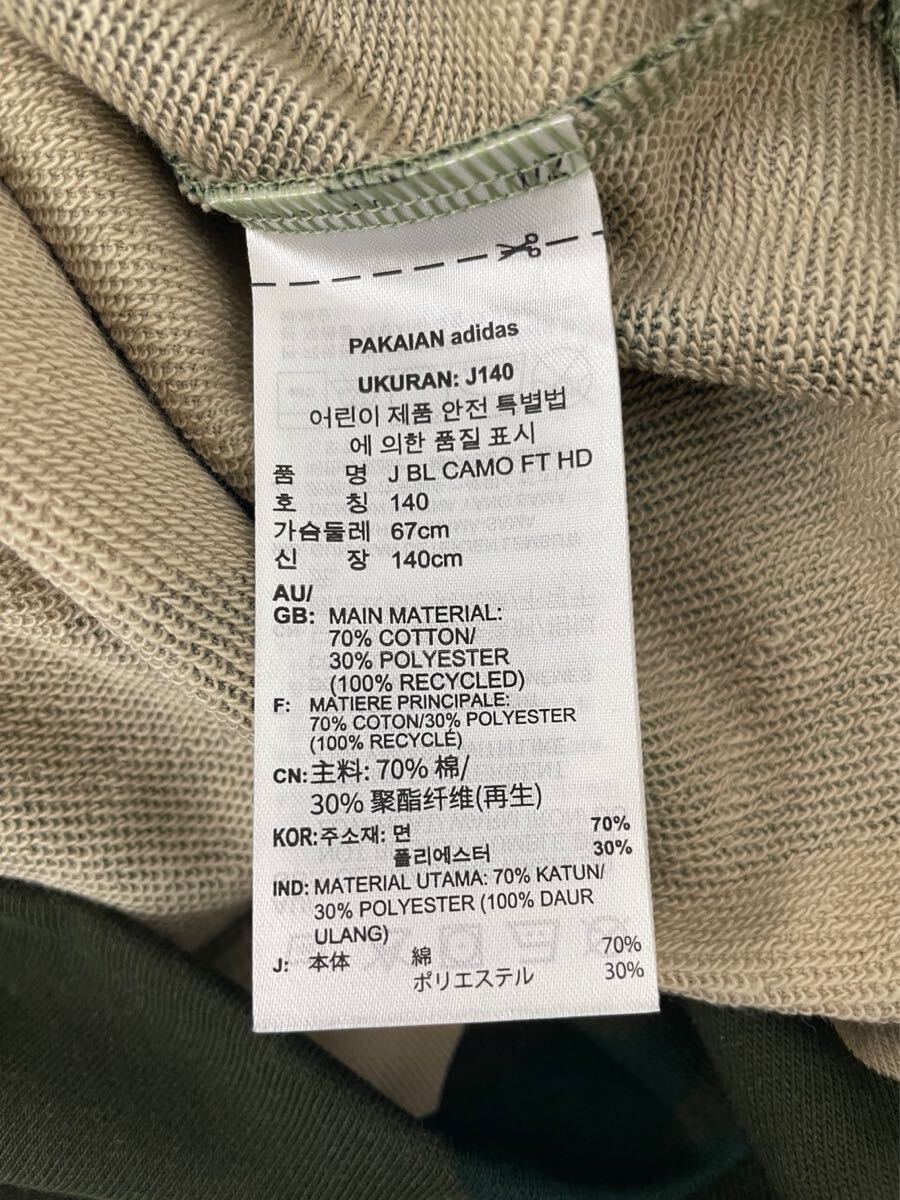 PAKAIAN adidas
UKURAN: J140
어린이 제품 안전 특별법
에 의한 품질 표시
품 명 J BL CAMO FT HD
호 칭 140
가슴둘레 67cm
신 장 140cm
AU/
GB: MAIN MATERIAL:
70% COTTON/
30% POLYESTER
(100% RECYCLED)
F: MATIERE PRINCIPALE:
70% COTON/30% POLYESTER
(100% RECYCLÉ)
CN: 主料: 70% 棉/
30% 聚酯纤维(再生)
KOR: 주소재: 면 70%
폴리에스터 30%
IND: MATERIAL UTAMA: 70% KATUN/
30% POLYESTER (100% DAUR
ULANG)
J: 本体 綿 70%
ポリエステル 30%